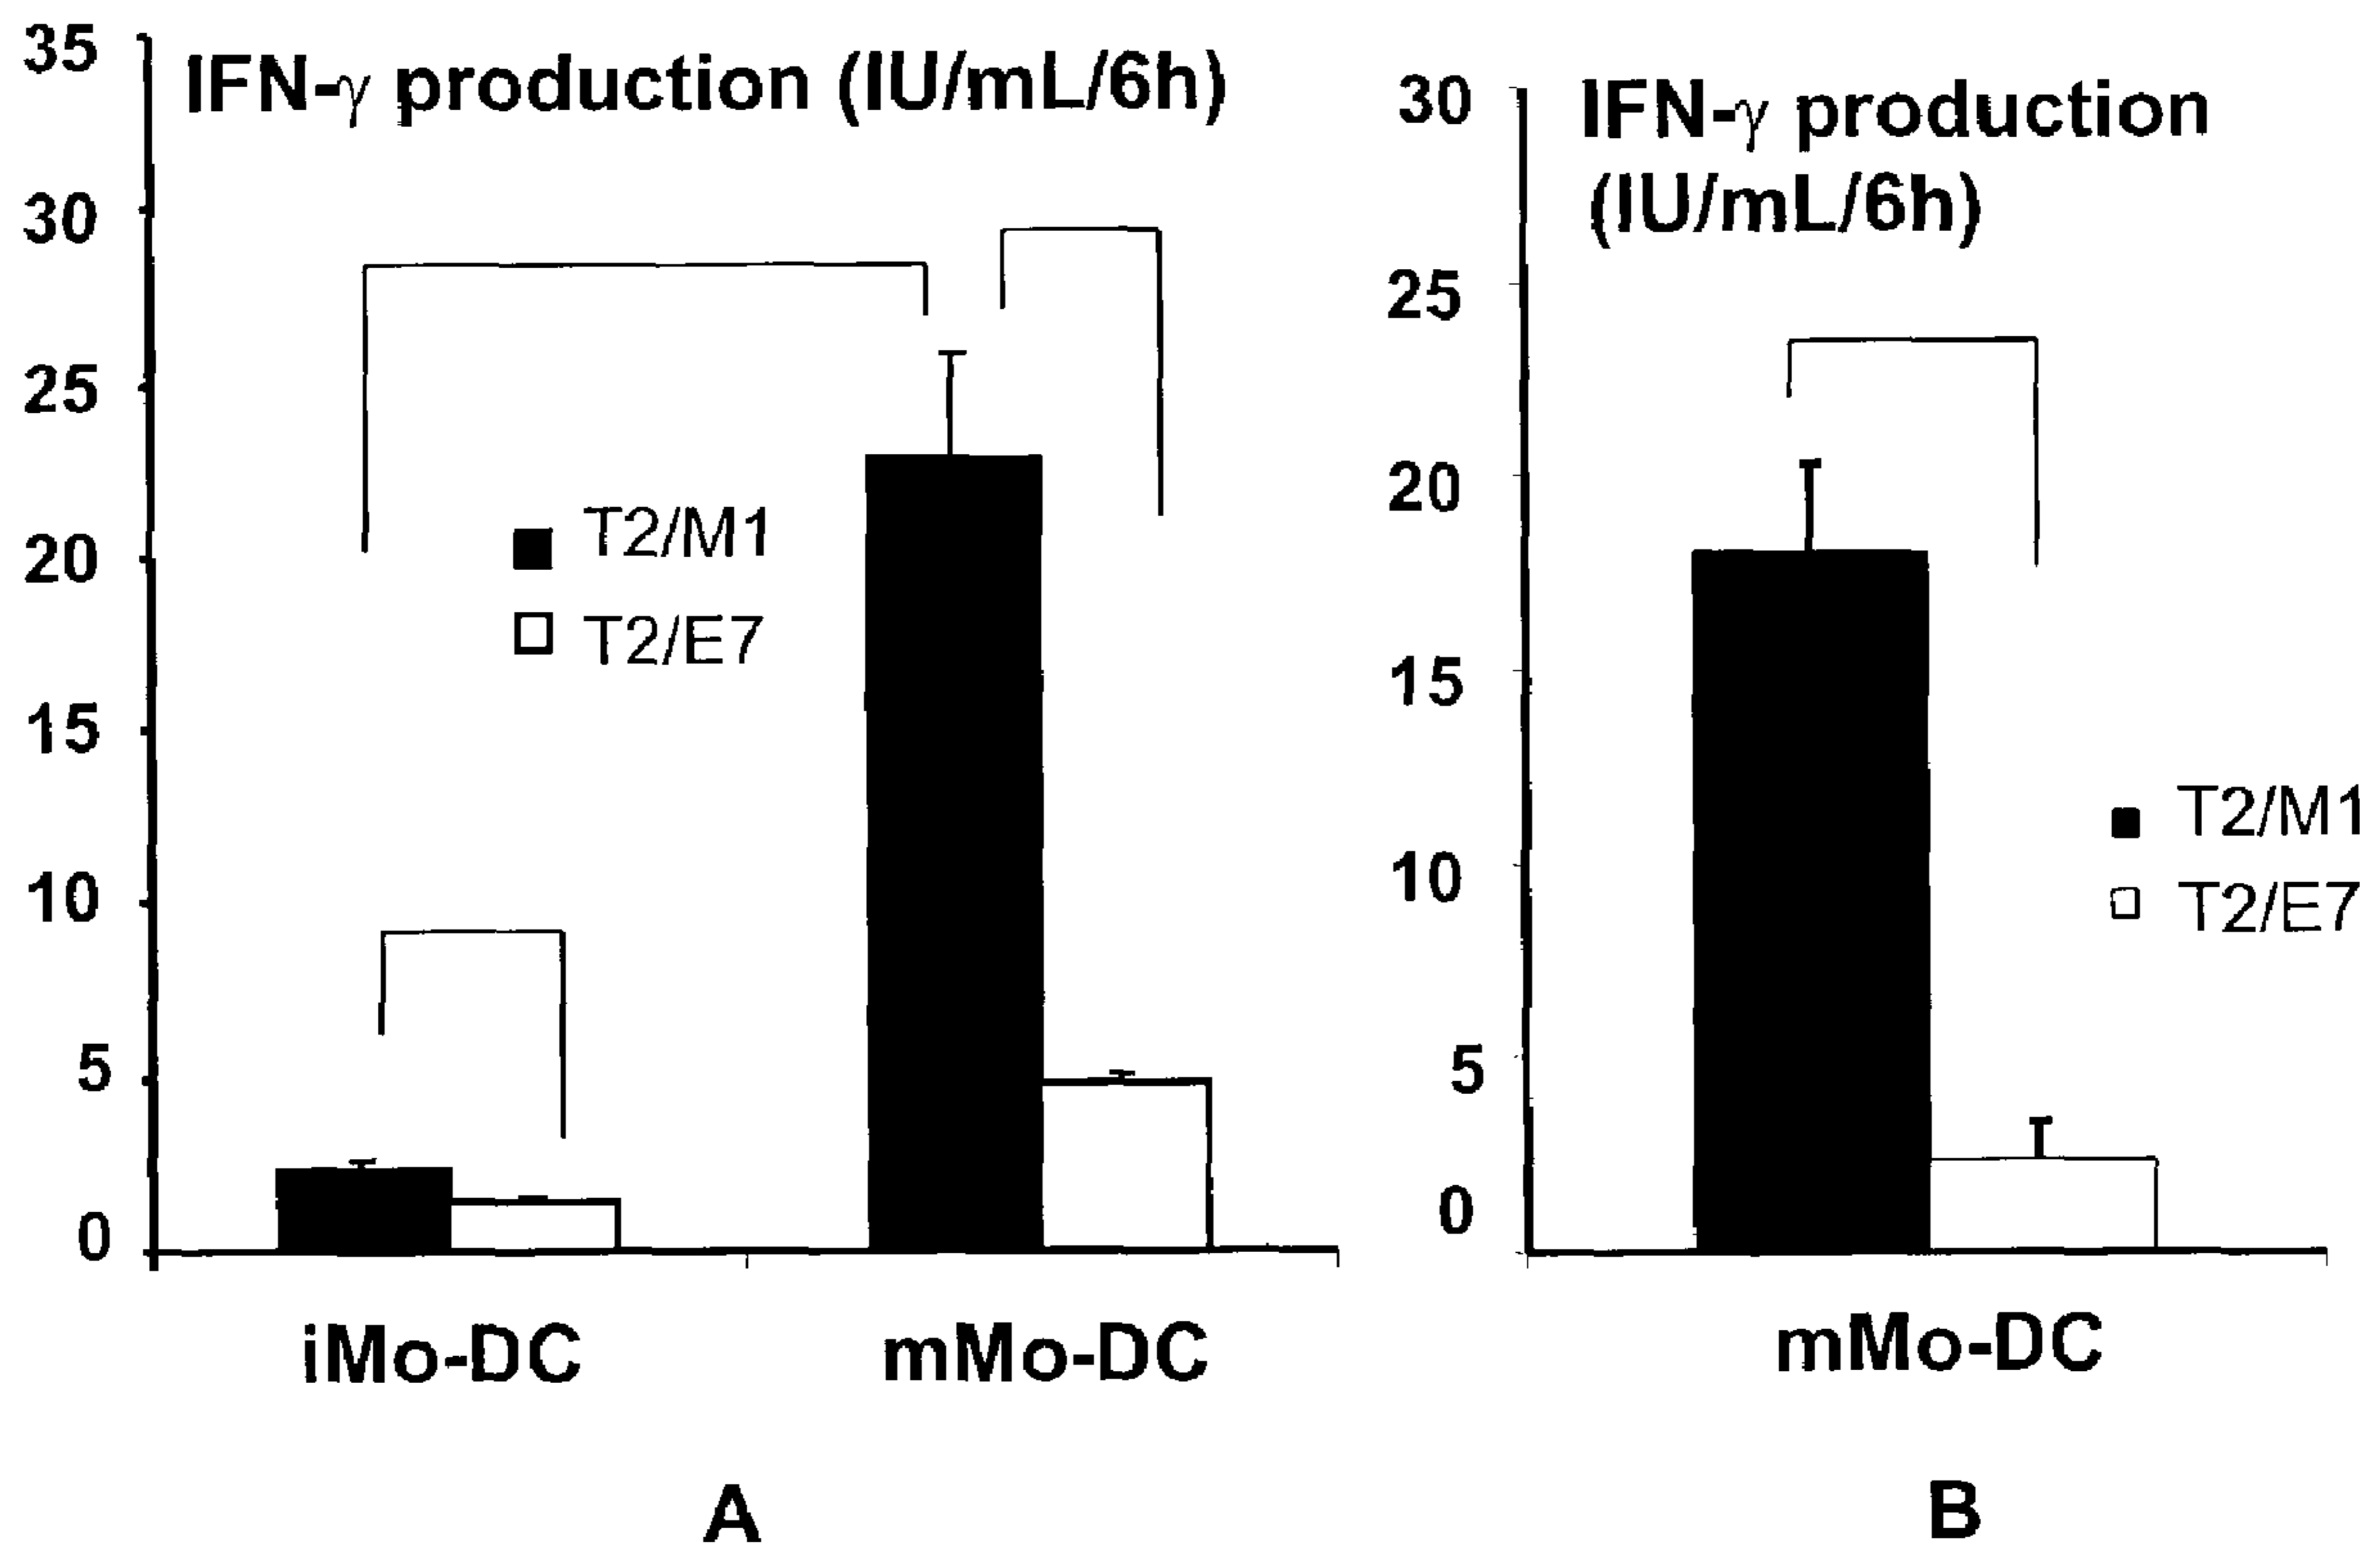 IFN-γ production (IU/mL/6h)
35
30
25
20
15
10
5
0
T2/M1
T2/E7
iMo-DC
mMo-DC
A
IFN-γ production
(IU/mL/6h)
30
25
20
15
10
5
0
T2/M1
T2/E7
mMo-DC
B